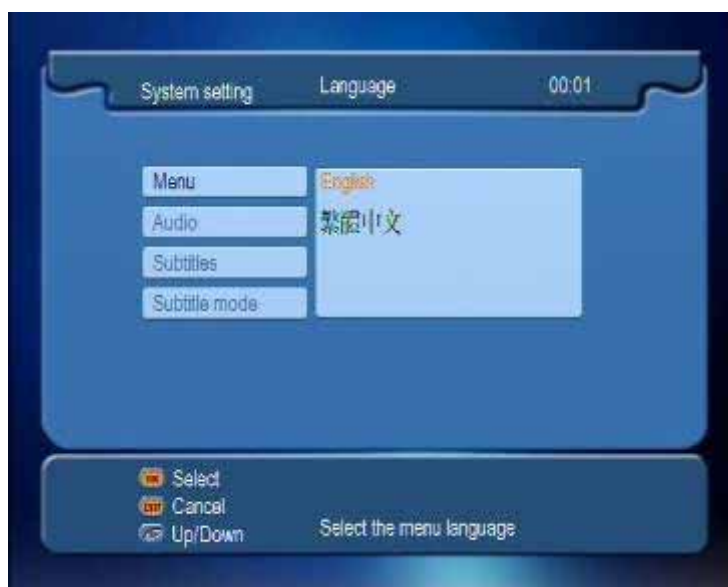 System setting Language 00:01
Menu English
Audio 繁體中文
Subtitles
Subtitle mode
Select
Cancel
Up/Down Select the menu language